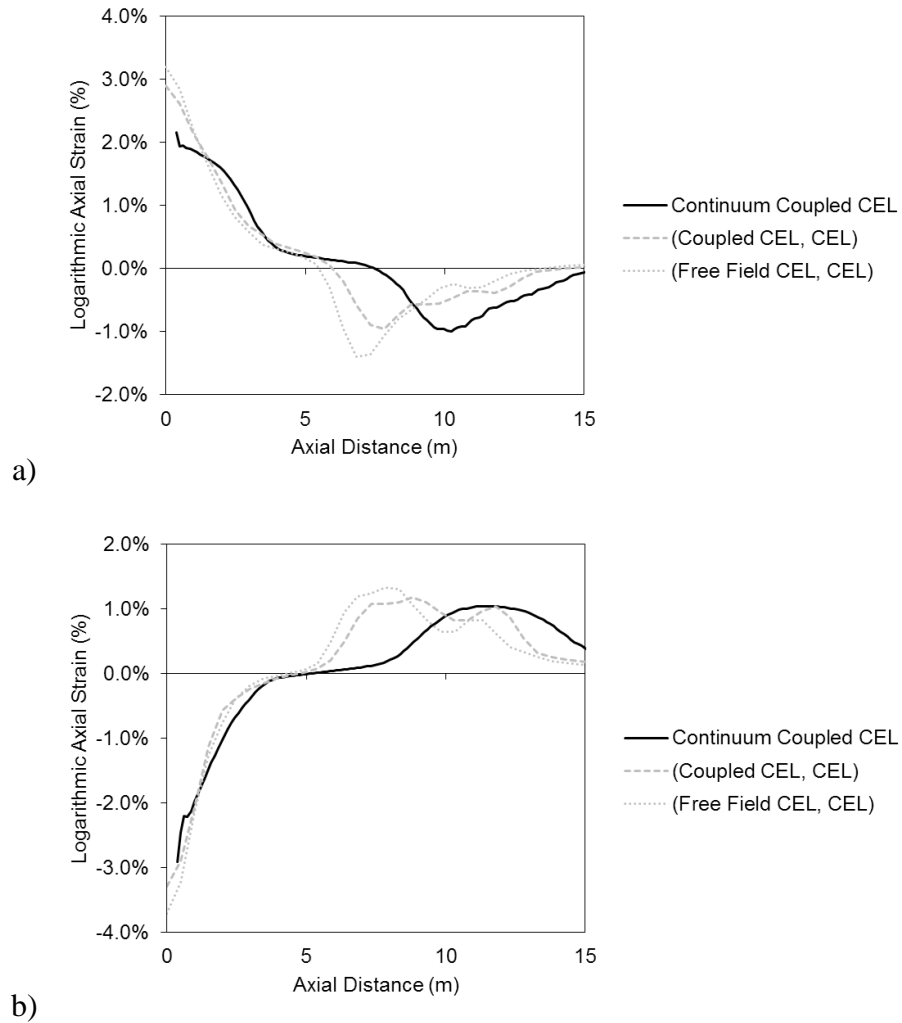 4.0%
3.0%
2.0%
1.0%
0.0%
-1.0%
-2.0%
Logarithmic Axial Strain (%)
0 5 10 15
Axial Distance (m)
Continuum Coupled CEL
(Coupled CEL, CEL)
(Free Field CEL, CEL)
a)
2.0%
1.0%
0.0%
-1.0%
-2.0%
-3.0%
-4.0%
Logarithmic Axial Strain (%)
0 5 10 15
Axial Distance (m)
Continuum Coupled CEL
(Coupled CEL, CEL)
(Free Field CEL, CEL)
b)